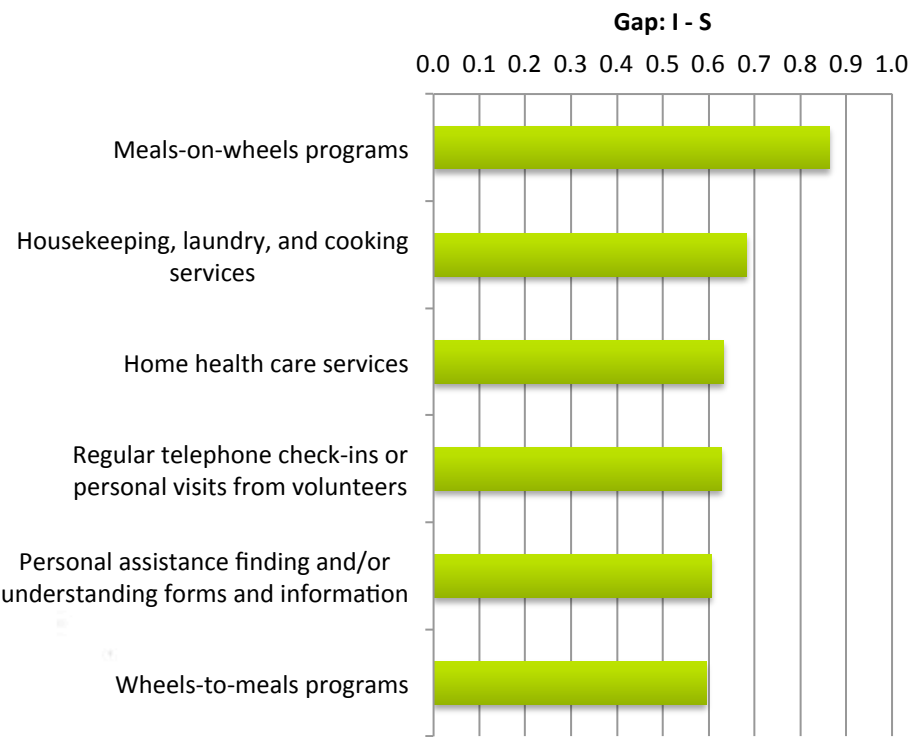 Gap: I - S
0.0 0.1 0.2 0.3 0.4 0.5 0.6 0.7 0.8 0.9 1.0
Meals-on-wheels programs
Housekeeping, laundry, and cooking
services
Home health care services
Regular telephone check-ins or
personal visits from volunteers
Personal assistance finding and/or
understanding forms and information
Wheels-to-meals programs